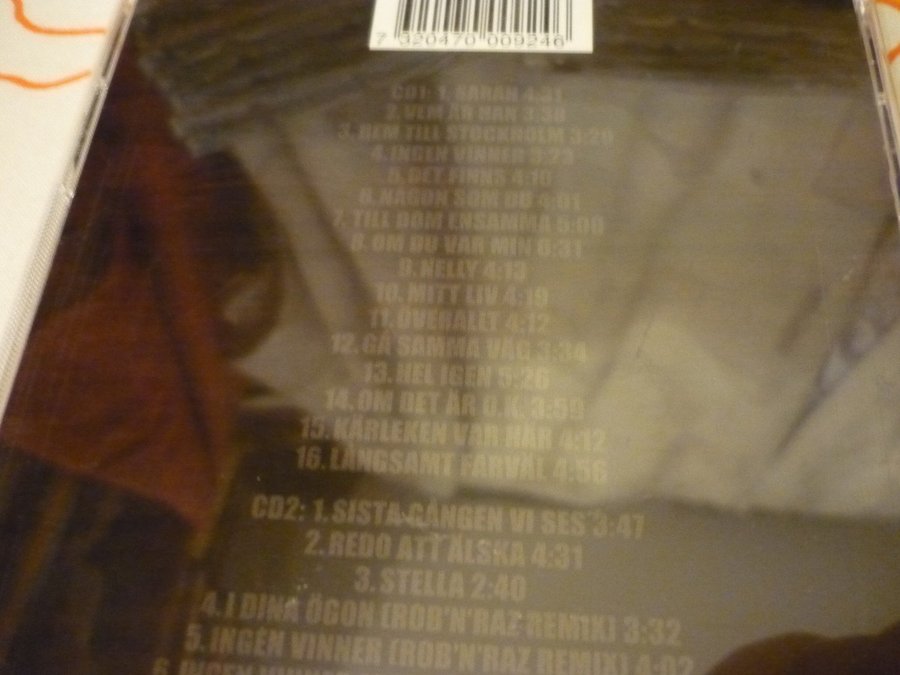 7 320470 009246
CD1: 1. SARAH 4:31
2. VEM ÄR HAN 3:38
3. HEM TILL STOCKHOLM 3:29
4. INGEN VINNER 3:23
5. DET FINNS 4:10
6. NÅGON SOM DU 4:01
7. TILL DOM ENSAMMA 5:00
8. OM DU VAR MIN 6:31
9. NELLY 4:13
10. MITT LIV 4:19
11. ÖVERALLT 4:12
12. GÅ SAMMA VÄG 3:34
13. HEL IGEN 5:26
14. OM DET ÄR O.K. 3:59
15. KÄRLEKEN VAR HÄR 4:12
16. LÅNGSAMT FARVÄL 4:56
CD2: 1. SISTA GÅNGEN VI SES 3:47
2. REDO ATT ÄLSKA 4:31
3. STELLA 2:40
4. I DINA ÖGON (ROB'N'RAZ REMIX) 3:32
5. INGEN VINNER (ROB'N'RAZ REMIX) 4:02
6. INGEN